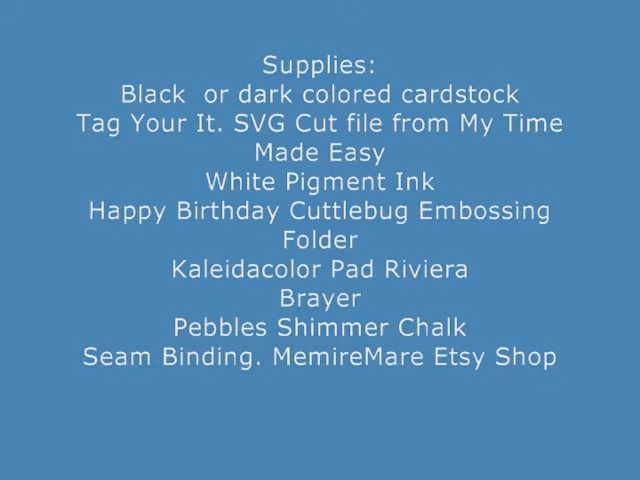 Supplies:
Black  or dark colored cardstock
Tag Your It. SVG Cut file from My Time
Made Easy
White Pigment Ink
Happy Birthday Cuttlebug Embossing
Folder
Kaleidacolor Pad Riviera
Brayer
Pebbles Shimmer Chalk
Seam Binding. MemireMare Etsy Shop